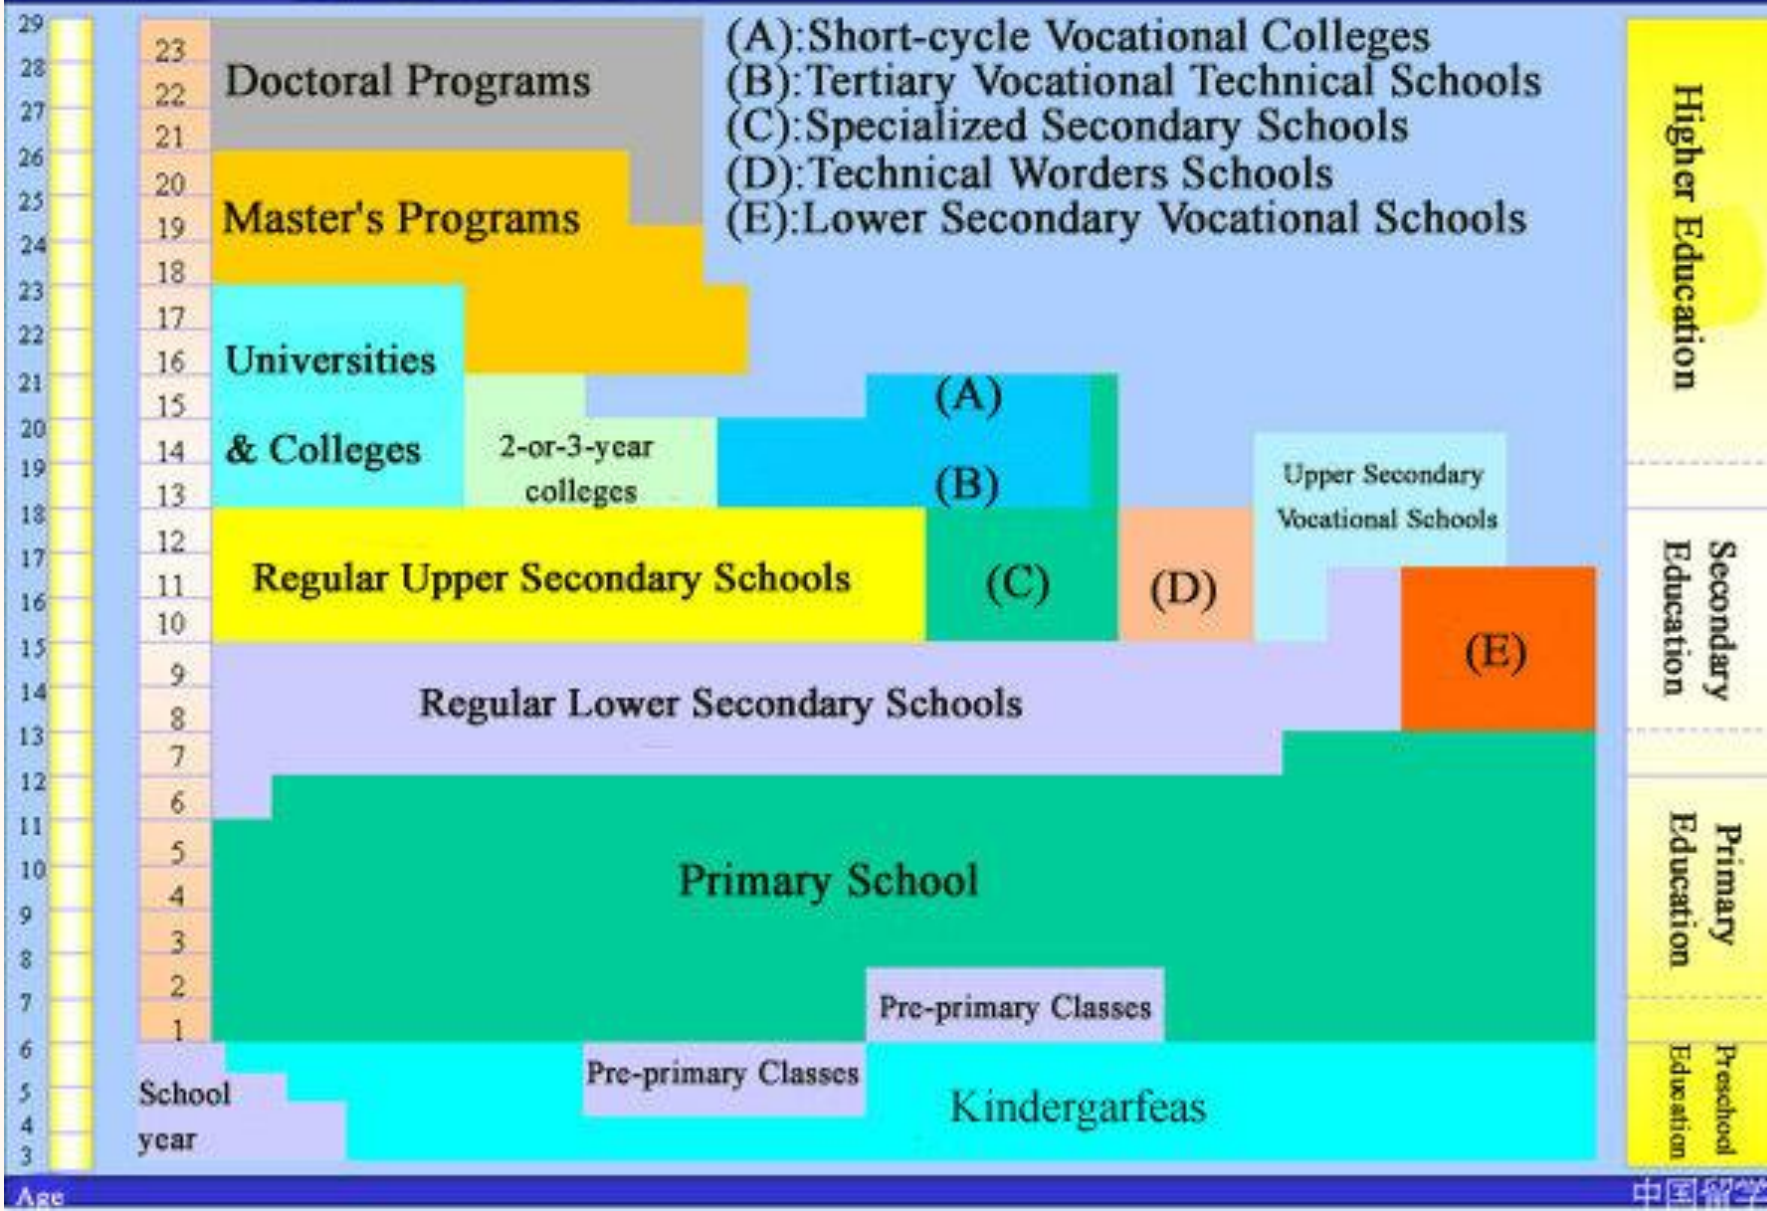 29
28
27
26
25
24
23
22
21
20
19
18
17
16
15
14
13
12
11
10
9
8
7
6
5
4
3
Age
23
22
21
20
19
18
17
16
15
14
13
12
11
10
9
8
7
6
5
4
3
2
1
School
year
Doctoral Programs
Master's Programs
Universities
& Colleges
2-or-3-year
colleges
(A)
(B)
Regular Upper Secondary Schools
(C)
(D)
Upper Secondary
Vocational Schools
(E)
Regular Lower Secondary Schools
Primary School
Pre-primary Classes
Pre-primary Classes
Kindergarfeas
(A):Short-cycle Vocational Colleges
(B):Tertiary Vocational Technical Schools
(C):Specialized Secondary Schools
(D):Technical Worders Schools
(E):Lower Secondary Vocational Schools
Higher Education
Secondary
Education
Primary
Education
Preschool
Education
中国留学